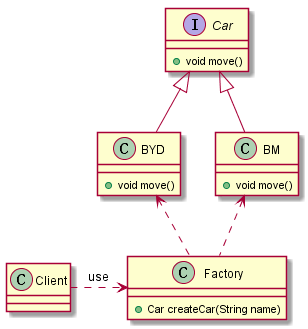 I Car
void move()
C BYD
void move()
C BM
void move()
C Client
use
C Factory
Car createCar(String name)